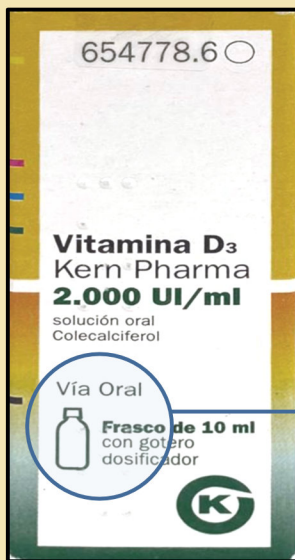 654778.6
Vitamina D3
Kern Pharma
2.000 UI/ml
solución oral
Colecalciferol
Vía Oral
Frasco de 10 ml
con gotero
dosificador
K